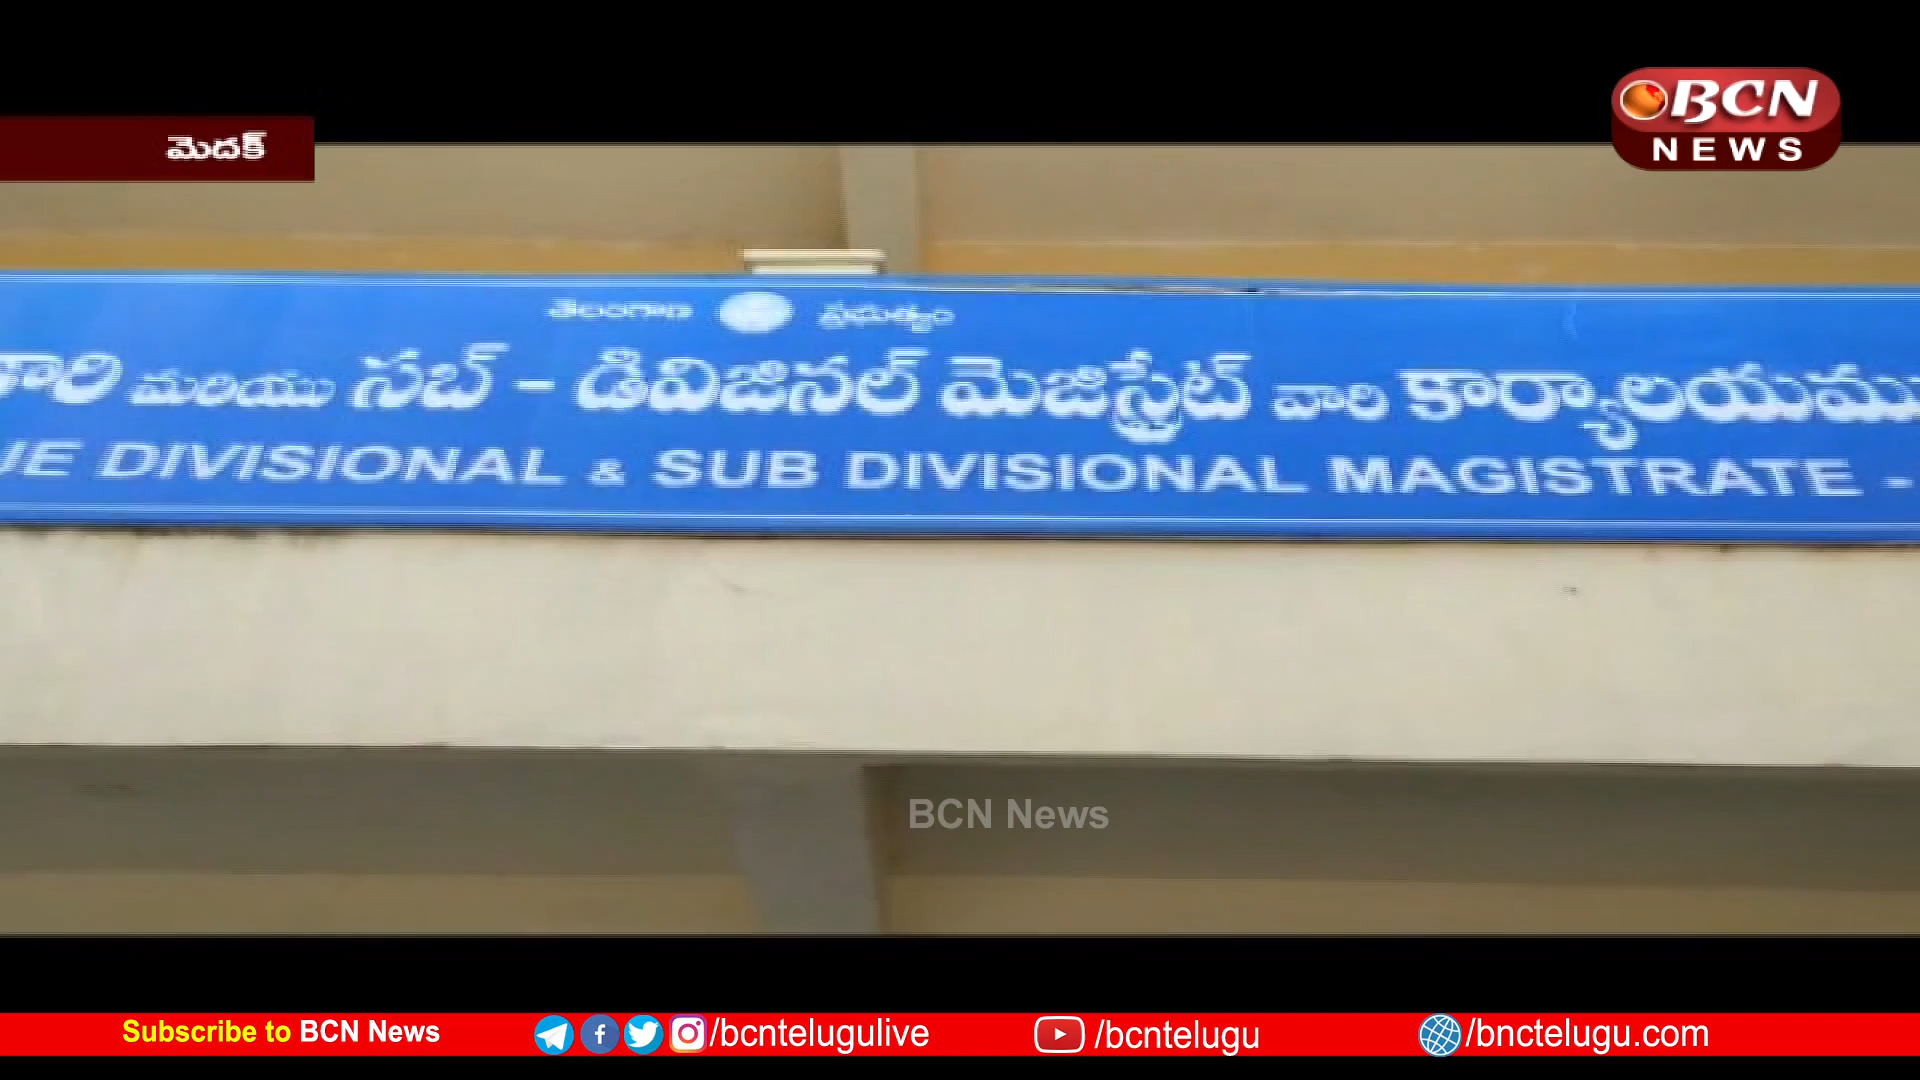 BCN
NEWS
మెదక్
తెలంగాణ ప్రభుత్వం
మరియు సబ్ - డివిజినల్ మెజిస్ట్రేట్ వారి కార్యాలయము
DIVISIONAL & SUB DIVISIONAL MAGISTRATE -
BCN News
Subscribe to BCN News
/bcntelugulive
/bcntelugu
/bnctelugu.com